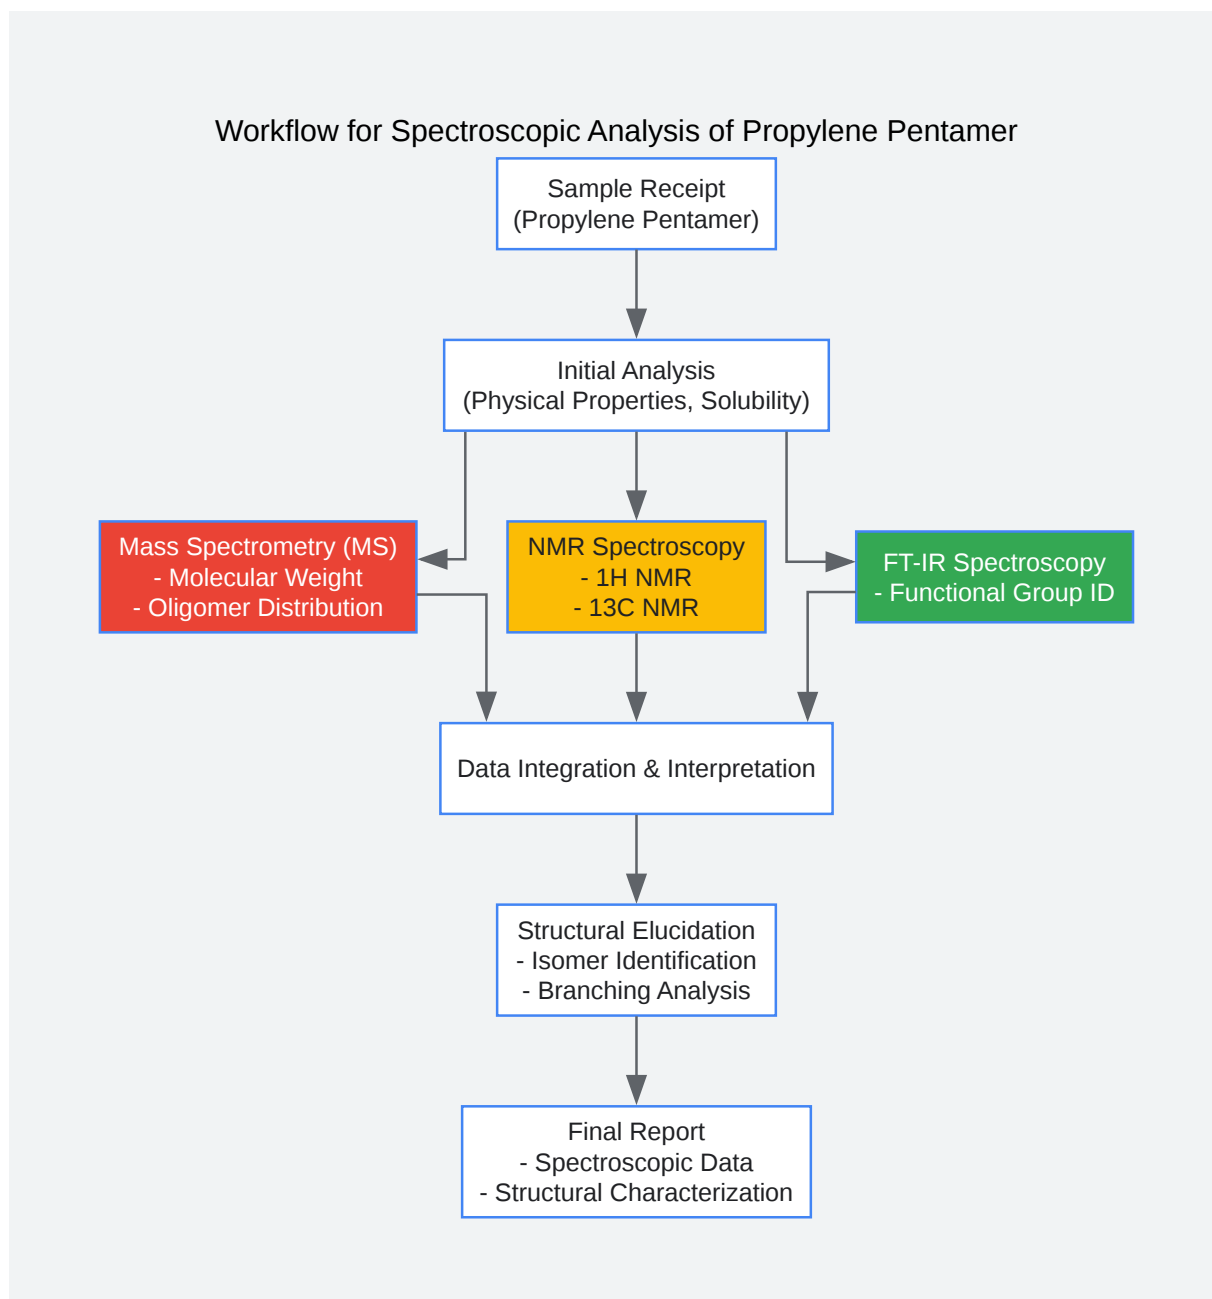 Workflow for Spectroscopic Analysis of Propylene Pentamer
Sample Receipt
(Propylene Pentamer)
Initial Analysis
(Physical Properties, Solubility)
Mass Spectrometry (MS)
- Molecular Weight
- Oligomer Distribution
NMR Spectroscopy
- 1H NMR
- 13C NMR
FT-IR Spectroscopy
- Functional Group ID
Data Integration & Interpretation
Structural Elucidation
- Isomer Identification
- Branching Analysis
Final Report
- Spectroscopic Data
- Structural Characterization